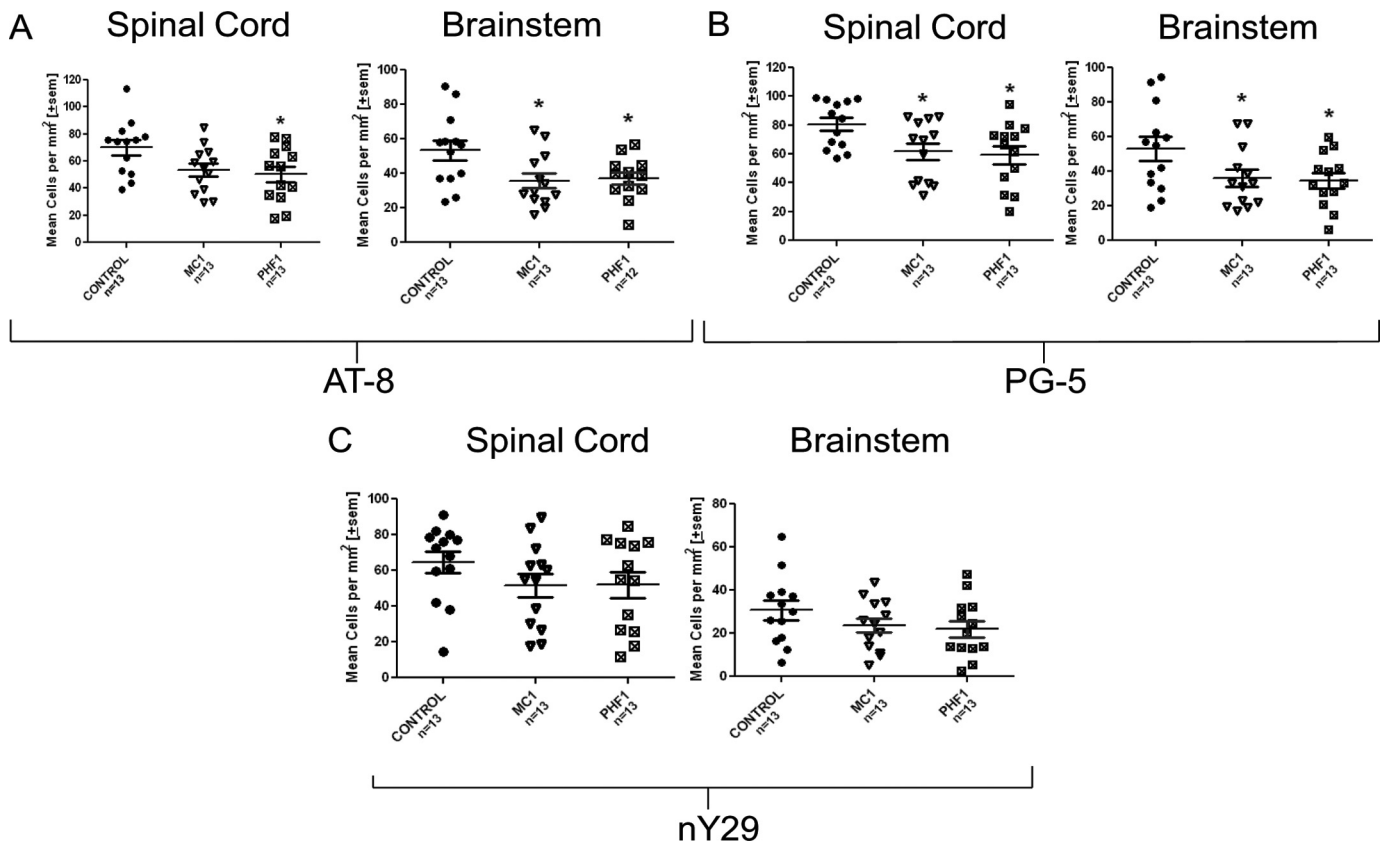 A
Spinal Cord
Brainstem
Mean Cells per mm² [±sem]
120
100
80
60
40
20
0
CONTROL
n=13
MC1
n=13
*
PHF1
n=13
Mean Cells per mm² [±sem]
100
80
60
40
20
0
CONTROL
n=13
*
MC1
n=13
*
PHF1
n=12
AT-8
B
Spinal Cord
Brainstem
Mean Cells per mm² [±sem]
120
100
80
60
40
20
0
CONTROL
n=13
*
MC1
n=13
*
PHF1
n=13
Mean Cells per mm² [±sem]
100
80
60
40
20
0
CONTROL
n=13
*
MC1
n=13
*
PHF1
n=13
PG-5
C
Spinal Cord
Brainstem
Mean Cells per mm² [±sem]
100
80
60
40
20
0
CONTROL
n=13
MC1
n=13
PHF1
n=13
Mean Cells per mm² [±sem]
80
60
40
20
0
CONTROL
n=13
MC1
n=13
PHF1
n=13
nY29